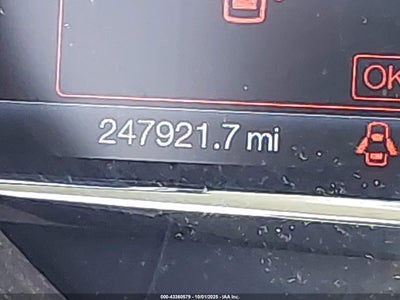 OK
247921.7 mi
000-43360579 - 10/01/2025 - IAA Inc.